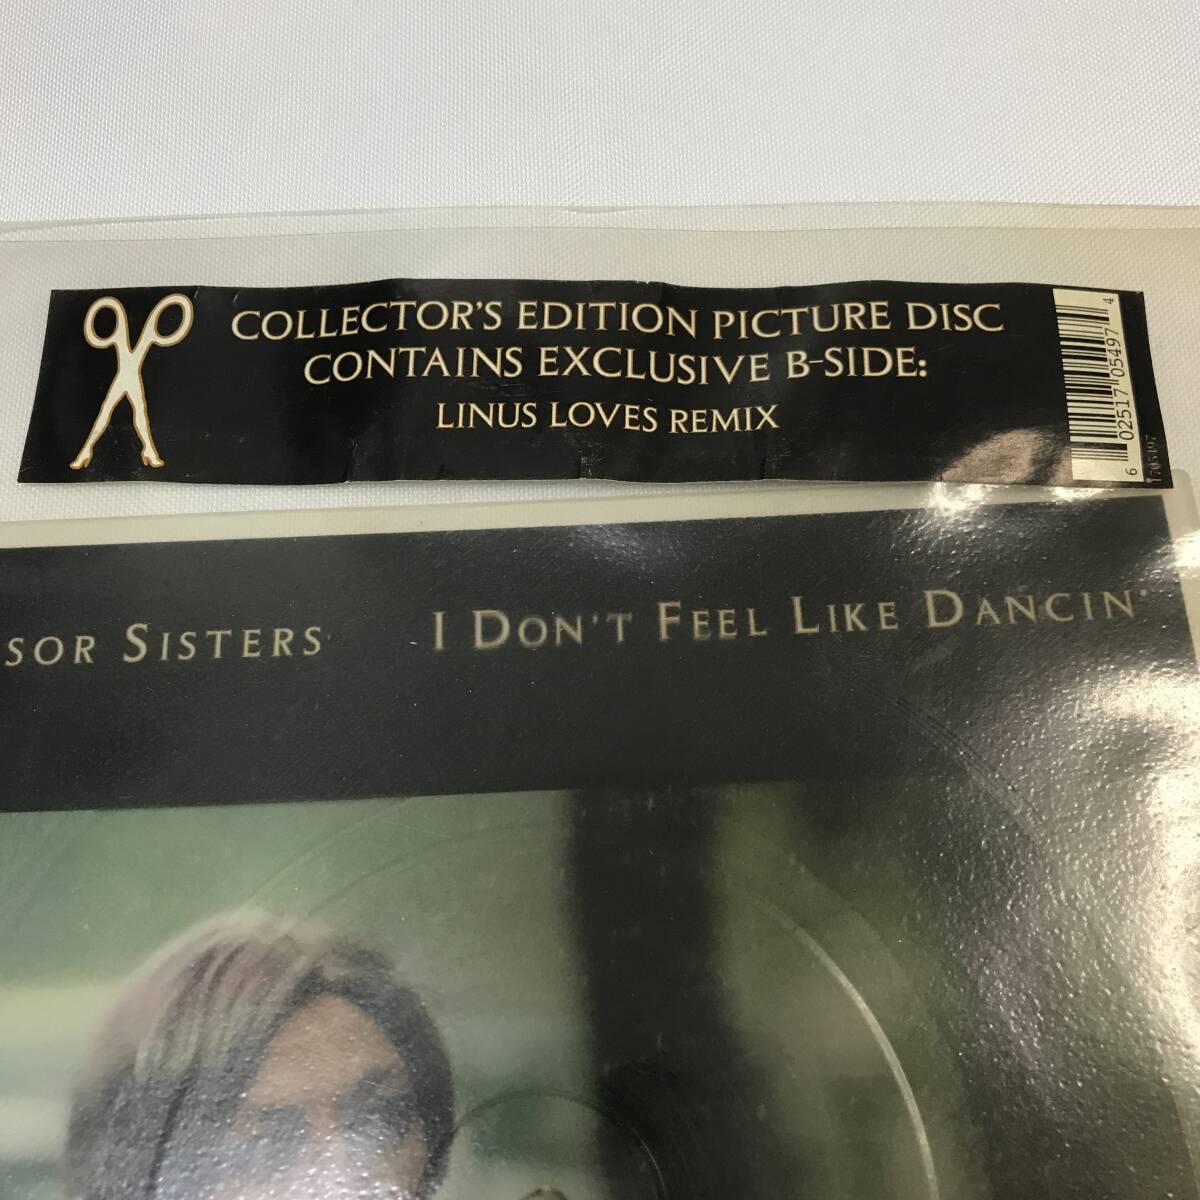 COLLECTOR'S EDITION PICTURE DISC
CONTAINS EXCLUSIVE B-SIDE:
LINUS LOVES REMIX
6 02517 05497 4
1705497
SOR SISTERS
I DON'T FEEL LIKE DANCIN'